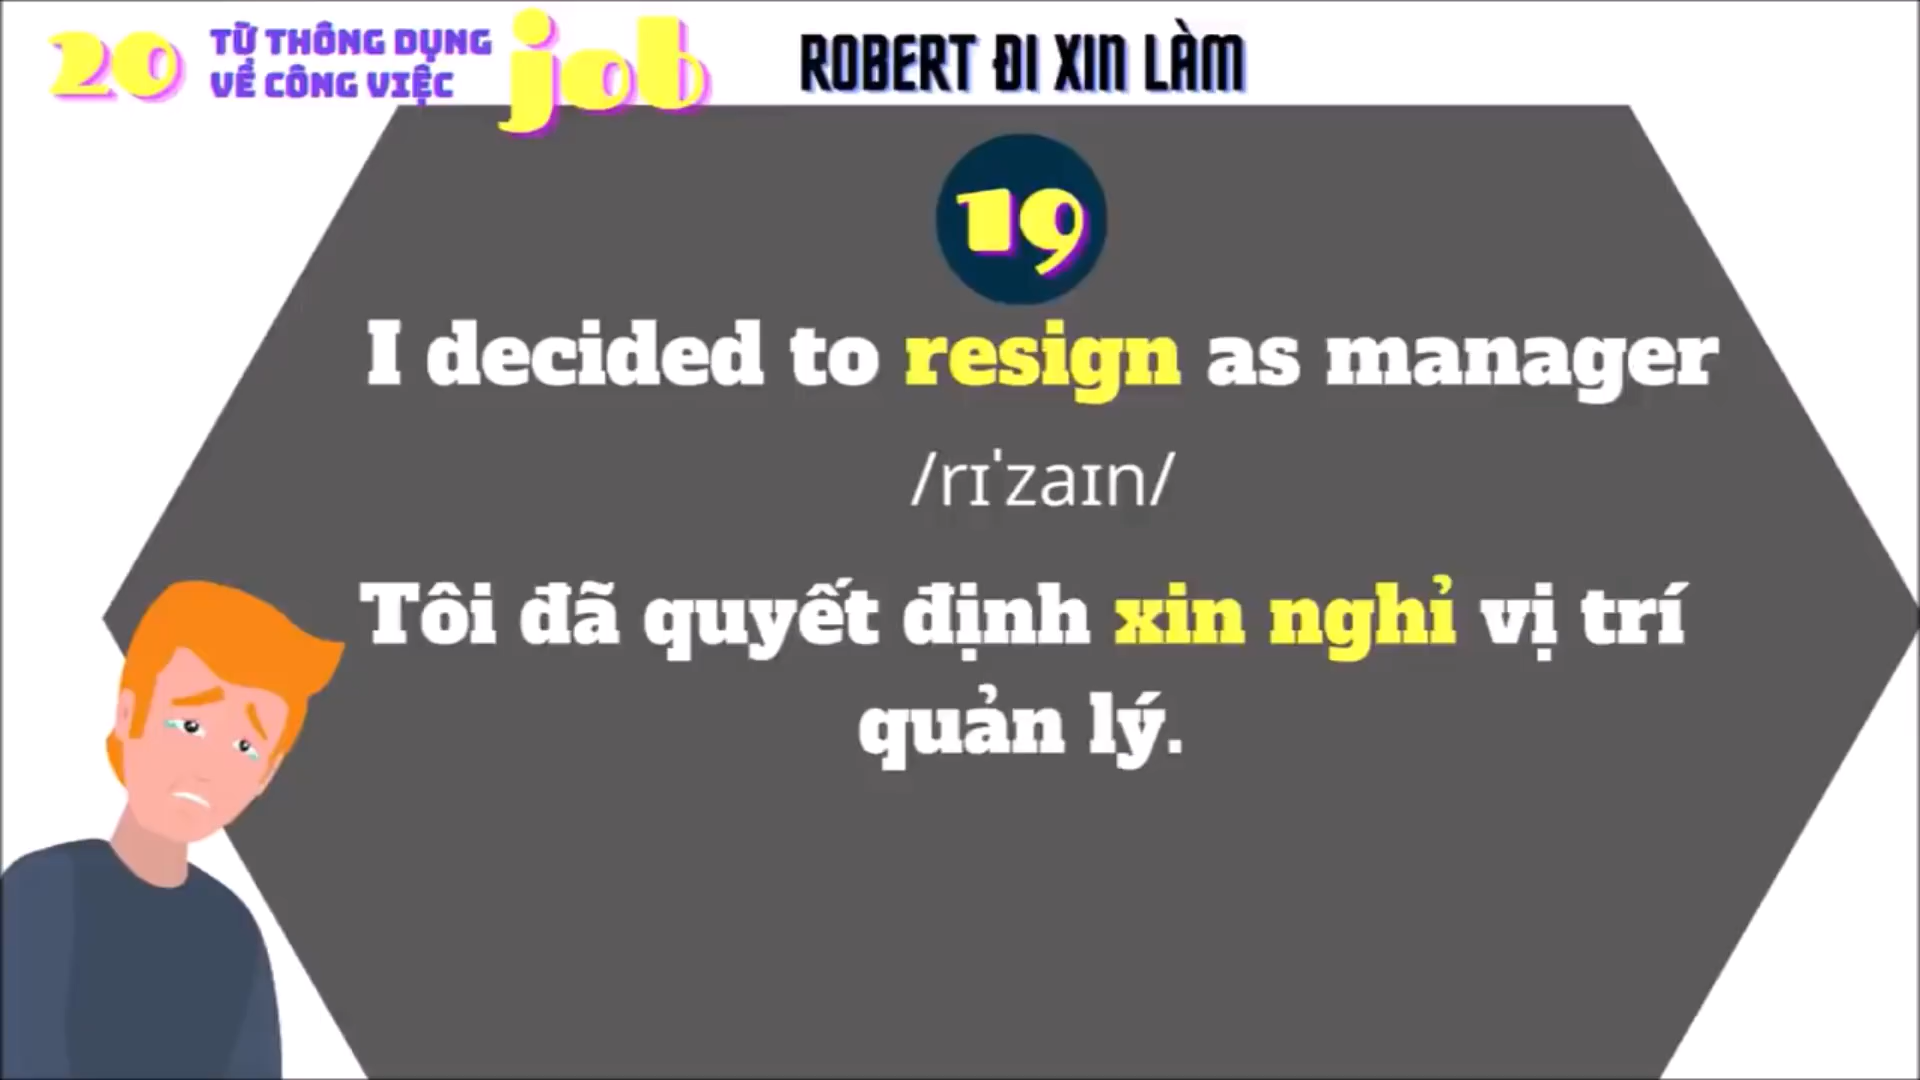 20
TỪ THÔNG DỤNG
VỀ CÔNG VIỆC
job
ROBERT ĐI XIN LÀM
19
I decided to resign as manager
/rɪˈzaɪn/
Tôi đã quyết định xin nghỉ vị trí
quản lý.